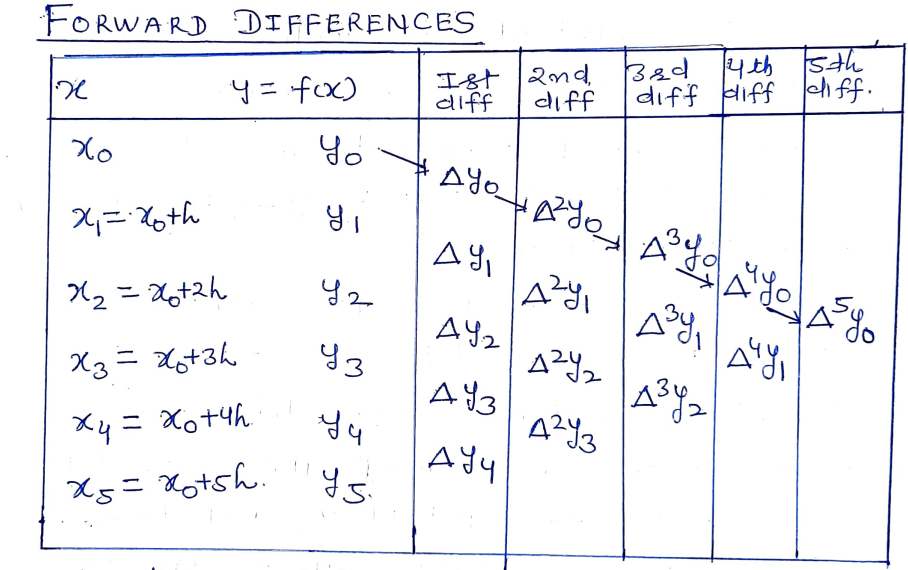 FORWARD DIFFERENCES
x y = f(x) Ist diff 2nd diff 3rd diff 4th diff 5th diff.
x₀ y₀
Δy₀
x₁ = x₀+h y₁ Δ²y₀
Δy₁ Δ³y₀
x₂ = x₀+2h y₂ Δ²y₁ Δ⁴y₀
Δy₂ Δ³y₁ Δ⁵y₀
x₃ = x₀+3h y₃ Δ²y₂ Δ⁴y₁
Δy₃ Δ³y₂
x₄ = x₀+4h y₄ Δ²y₃
Δy₄
x₅ = x₀+5h. y₅.